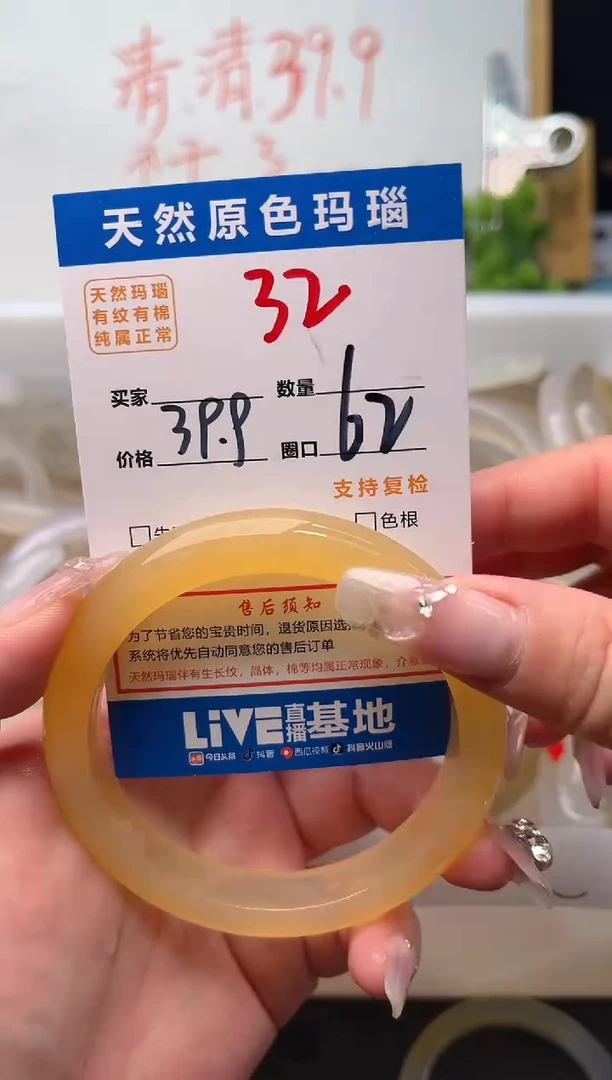 清.清.39.9
天然原色玛瑙
天然玛瑙
有纹有棉
纯属正常
32
买家 数量
价格 39.9 圈口 62
支持复检
色根
售后须知
为了节省您的宝贵时间，退货原因选
系统将优先自动同意您的售后订单
天然玛瑙伴有生长纹，晶体，棉等均属正常现象，介意
LiVE直播基地
今日头条 抖音 西瓜视频 抖音火山版